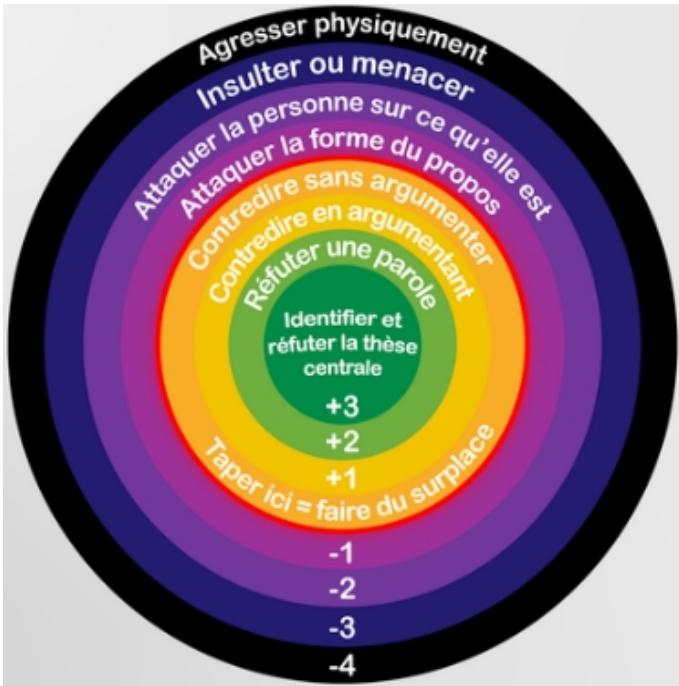 Agresser physiquement
Insulter ou menacer
Attaquer la personne sur ce qu'elle est
Attaquer la forme du propos
Contredire sans argumenter
Contredire en argumentant
Réfuter une parole
Identifier et
réfuter la thèse
centrale
+3
+2
+1
Taper ici = faire du surplace
-1
-2
-3
-4